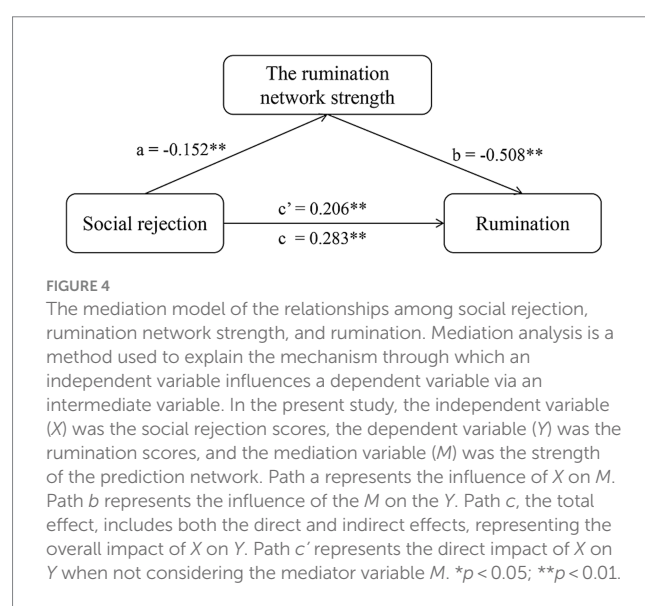 The rumination
network strength
a = -0.152**
b = -0.508**
Social rejection
c’ = 0.206**
c = 0.283**
Rumination
FIGURE 4
The mediation model of the relationships among social rejection,
rumination network strength, and rumination. Mediation analysis is a
method used to explain the mechanism through which an
independent variable influences a dependent variable via an
intermediate variable. In the present study, the independent variable
(X) was the social rejection scores, the dependent variable (Y) was the
rumination scores, and the mediation variable (M) was the strength
of the prediction network. Path a represents the influence of X on M.
Path b represents the influence of the M on the Y. Path c, the total
effect, includes both the direct and indirect effects, representing the
overall impact of X on Y. Path c’ represents the direct impact of X on
Y when not considering the mediator variable M. *p < 0.05; **p < 0.01.